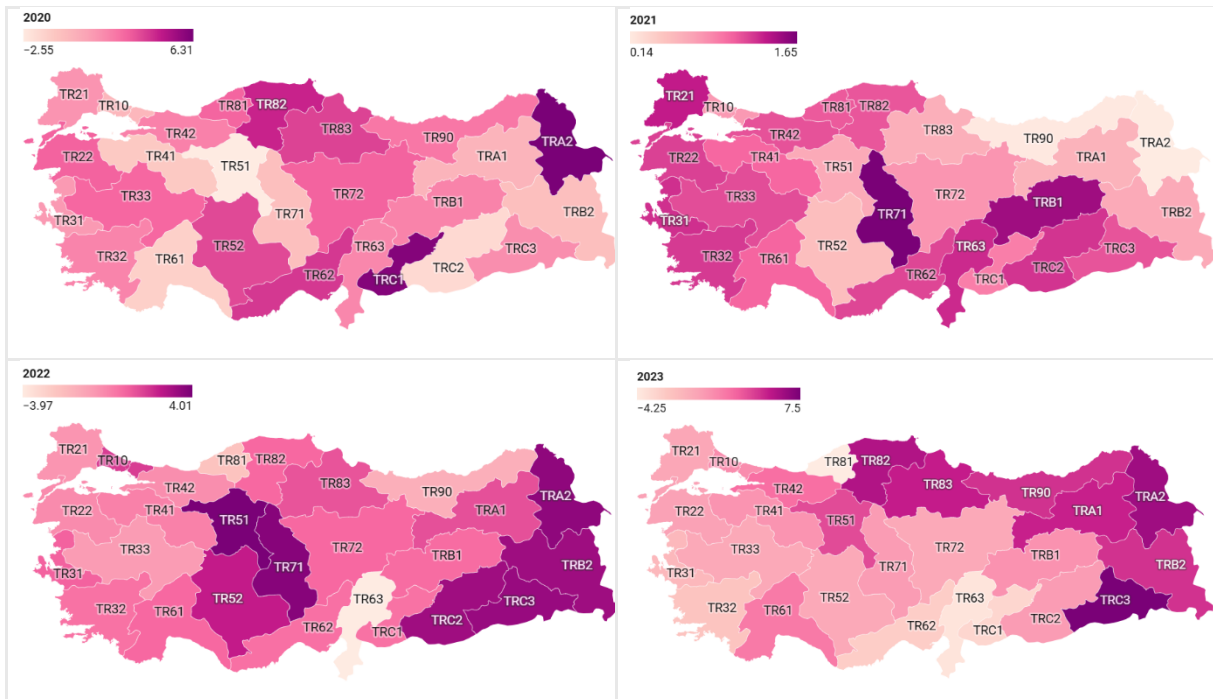 2020
−2.55 6.31
TR21
TR10
TR81
TR82
TR42
TR83
TR90
TRA2
TR22
TR41
TR51
TRA1
TR33
TR72
TRB1
TR31
TR71
TRB2
TR32
TR52
TR63
TRC3
TR61
TR62
TRC1
TRC2
2021
0.14 1.65
TR21
TR10
TR81
TR82
TR42
TR83
TR90
TRA2
TR22
TR41
TR51
TRA1
TR33
TR72
TRB1
TR31
TR71
TRB2
TR32
TR52
TR63
TRC3
TR61
TR62
TRC1
TRC2
2022
−3.97 4.01
TR21
TR10
TR81
TR82
TR42
TR83
TR90
TRA2
TR22
TR41
TR51
TRA1
TR33
TR72
TRB1
TR31
TR71
TRB2
TR32
TR52
TR63
TRC3
TR61
TR62
TRC1
TRC2
2023
−4.25 7.5
TR21
TR10
TR81
TR82
TR42
TR83
TR90
TRA2
TR22
TR41
TR51
TRA1
TR33
TR72
TRB1
TR31
TR71
TRB2
TR32
TR52
TR63
TRC3
TR61
TR62
TRC1
TRC2